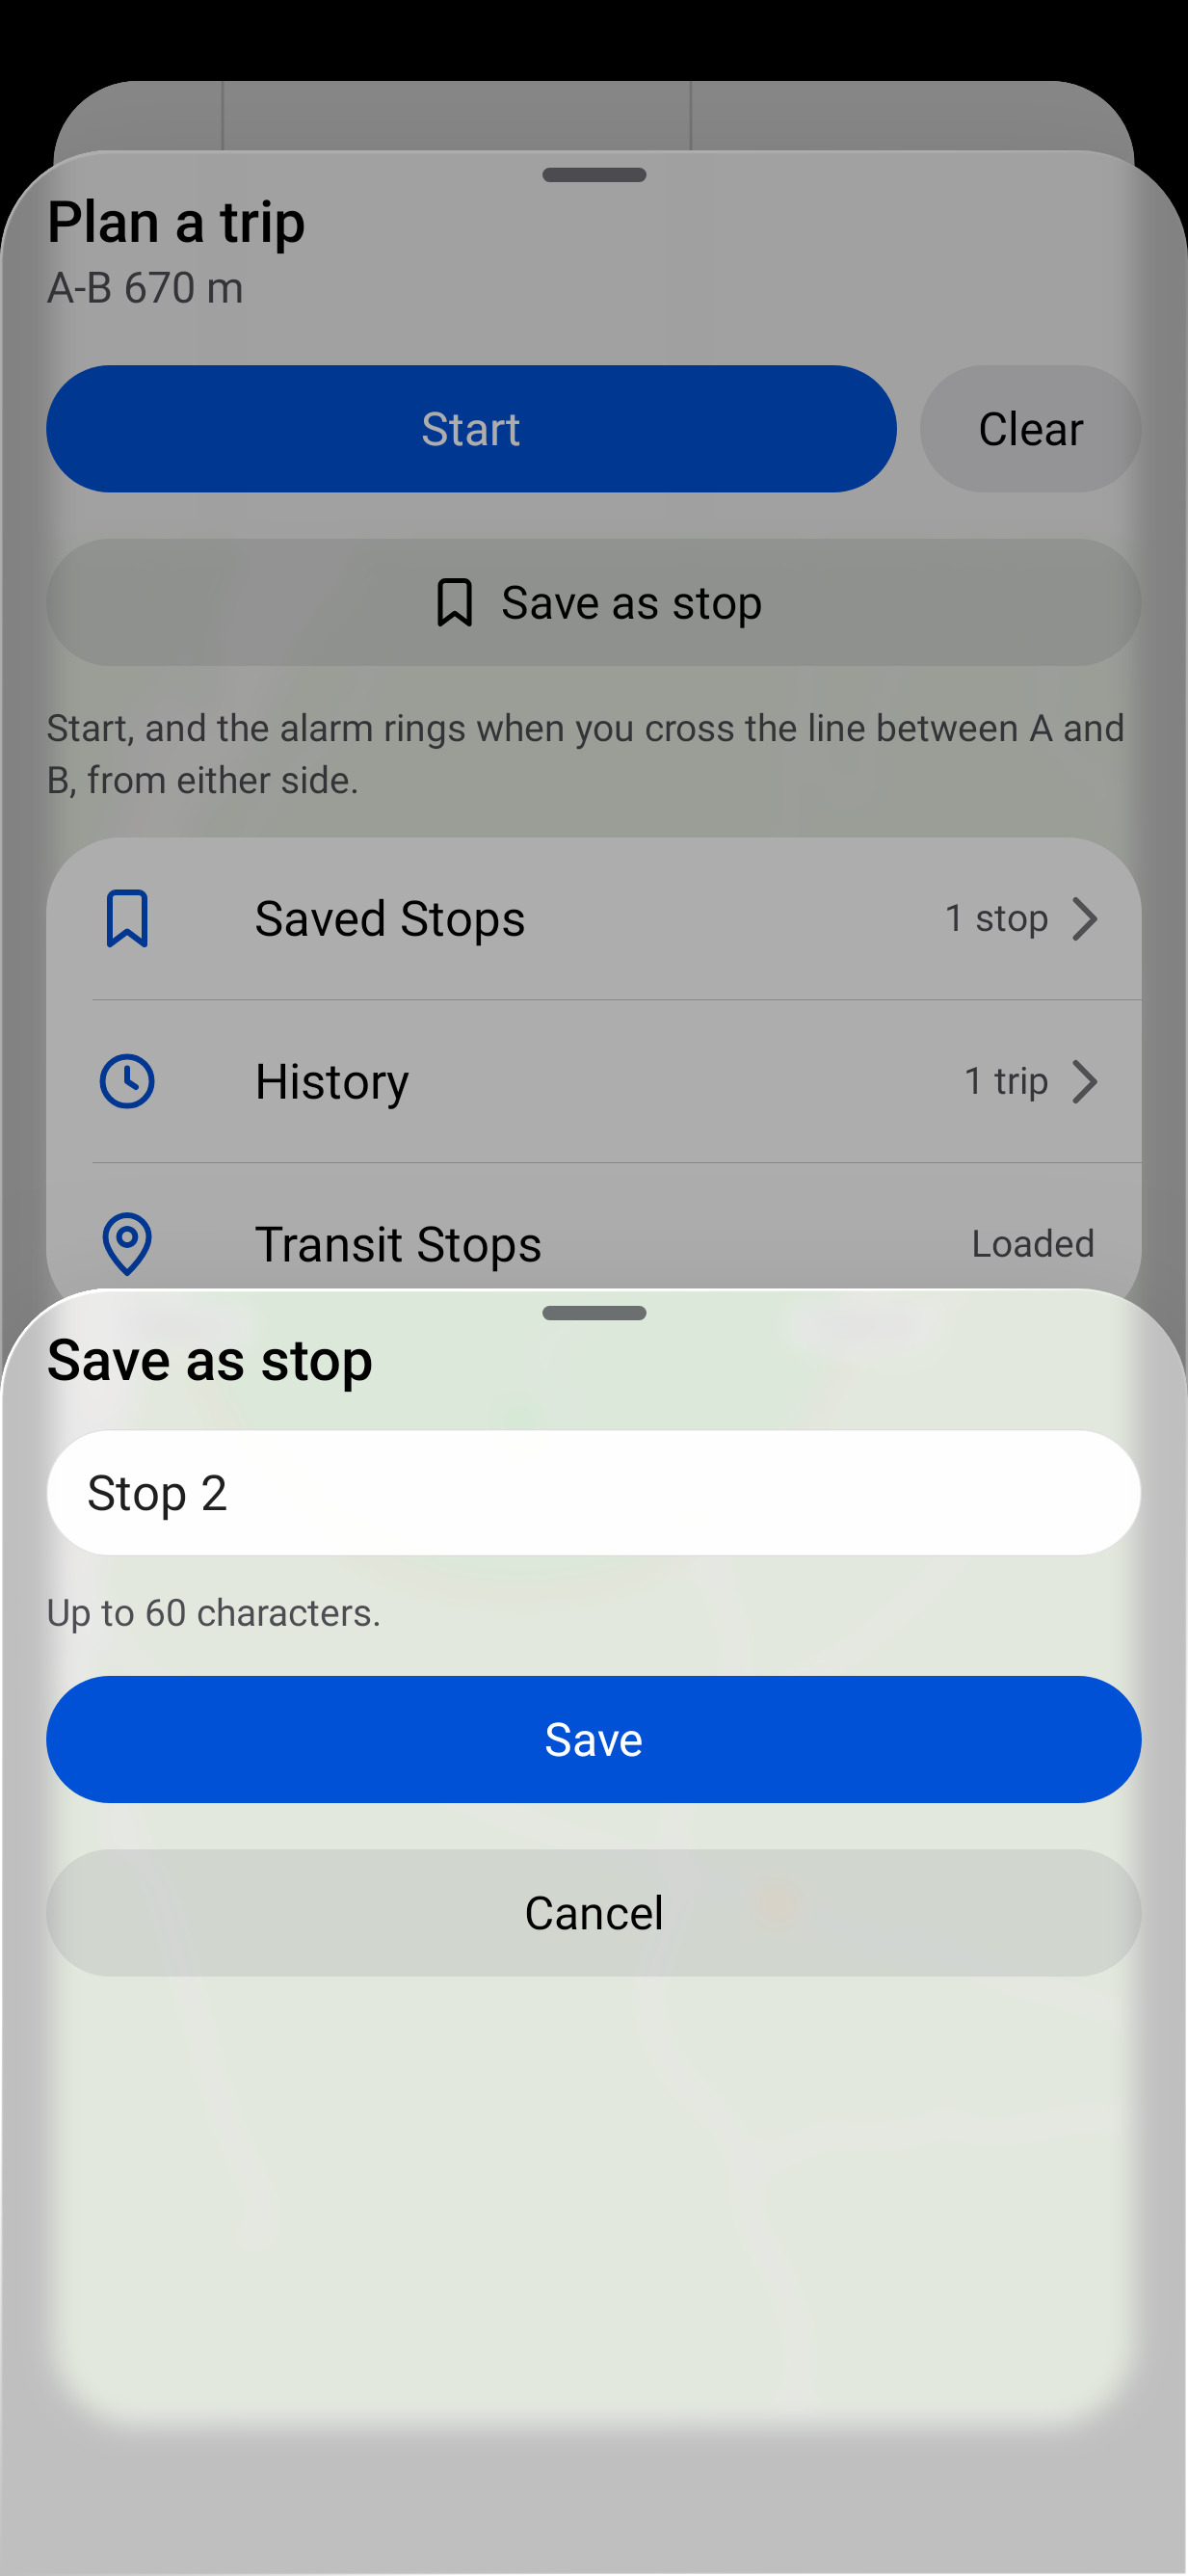 Plan a trip
A-B 670 m
Start
Clear
Save as stop
Start, and the alarm rings when you cross the line between A and
B, from either side.
Saved Stops
1 stop
History
1 trip
Transit Stops
Loaded
Save as stop
Stop 2
Up to 60 characters.
Save
Cancel